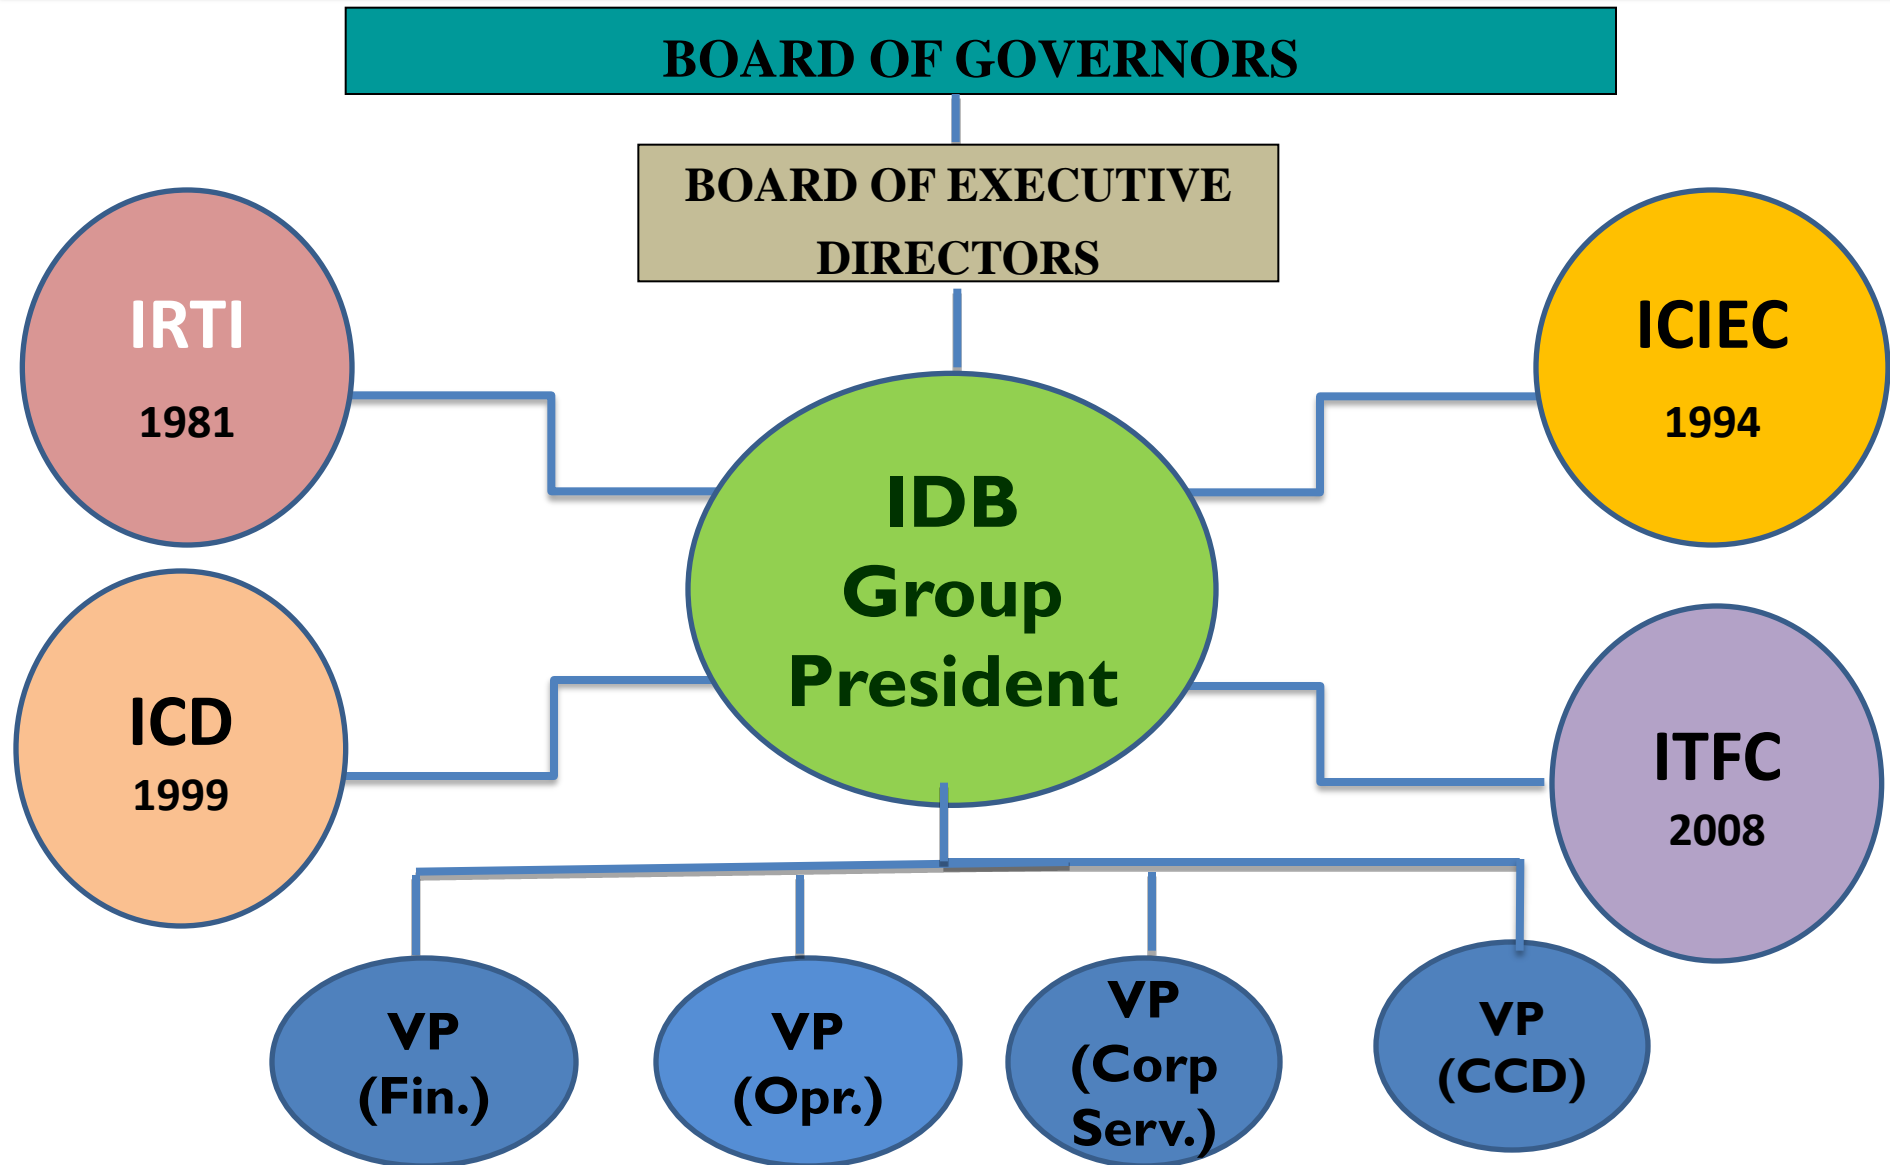 BOARD OF GOVERNORS
BOARD OF EXECUTIVE
DIRECTORS
IRTI
1981
ICIEC
1994
IDB
Group
President
ICD
1999
ITFC
2008
VP
(Fin.)
VP
(Opr.)
VP
(Corp
Serv.)
VP
(CCD)